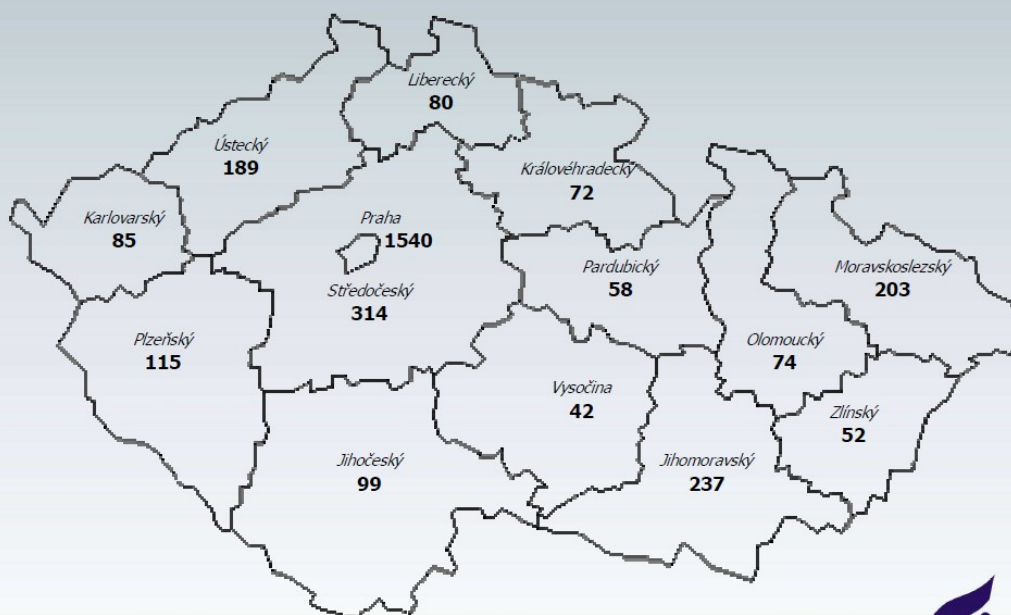 Liberecký
80
Ústecký
189
Královéhradecký
72
Karlovarský
85
Praha
1540
Pardubický
58
Moravskoslezský
203
Středočeský
314
Plzeňský
115
Olomoucký
74
Vysočina
42
Zlínský
52
Jihočeský
99
Jihomoravský
237